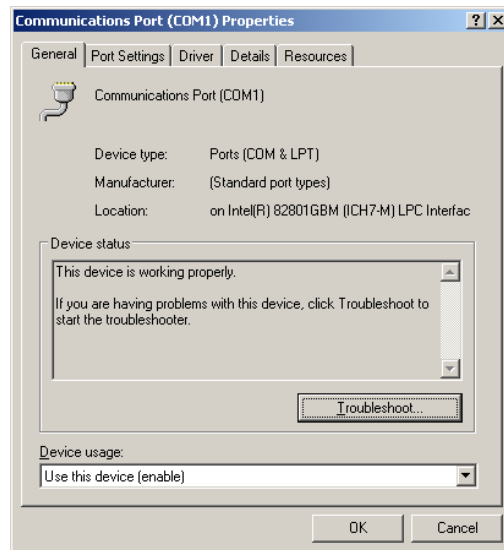 Communications Port (COM1) Properties
General Port Settings Driver Details Resources
Communications Port (COM1)
Device type: Ports (COM & LPT)
Manufacturer: (Standard port types)
Location: on Intel(R) 82801GBM (ICH7-M) LPC Interfac
Device status
This device is working properly.
If you are having problems with this device, click Troubleshoot to
start the troubleshooter.
Troubleshoot...
Device usage:
Use this device (enable)
OK Cancel